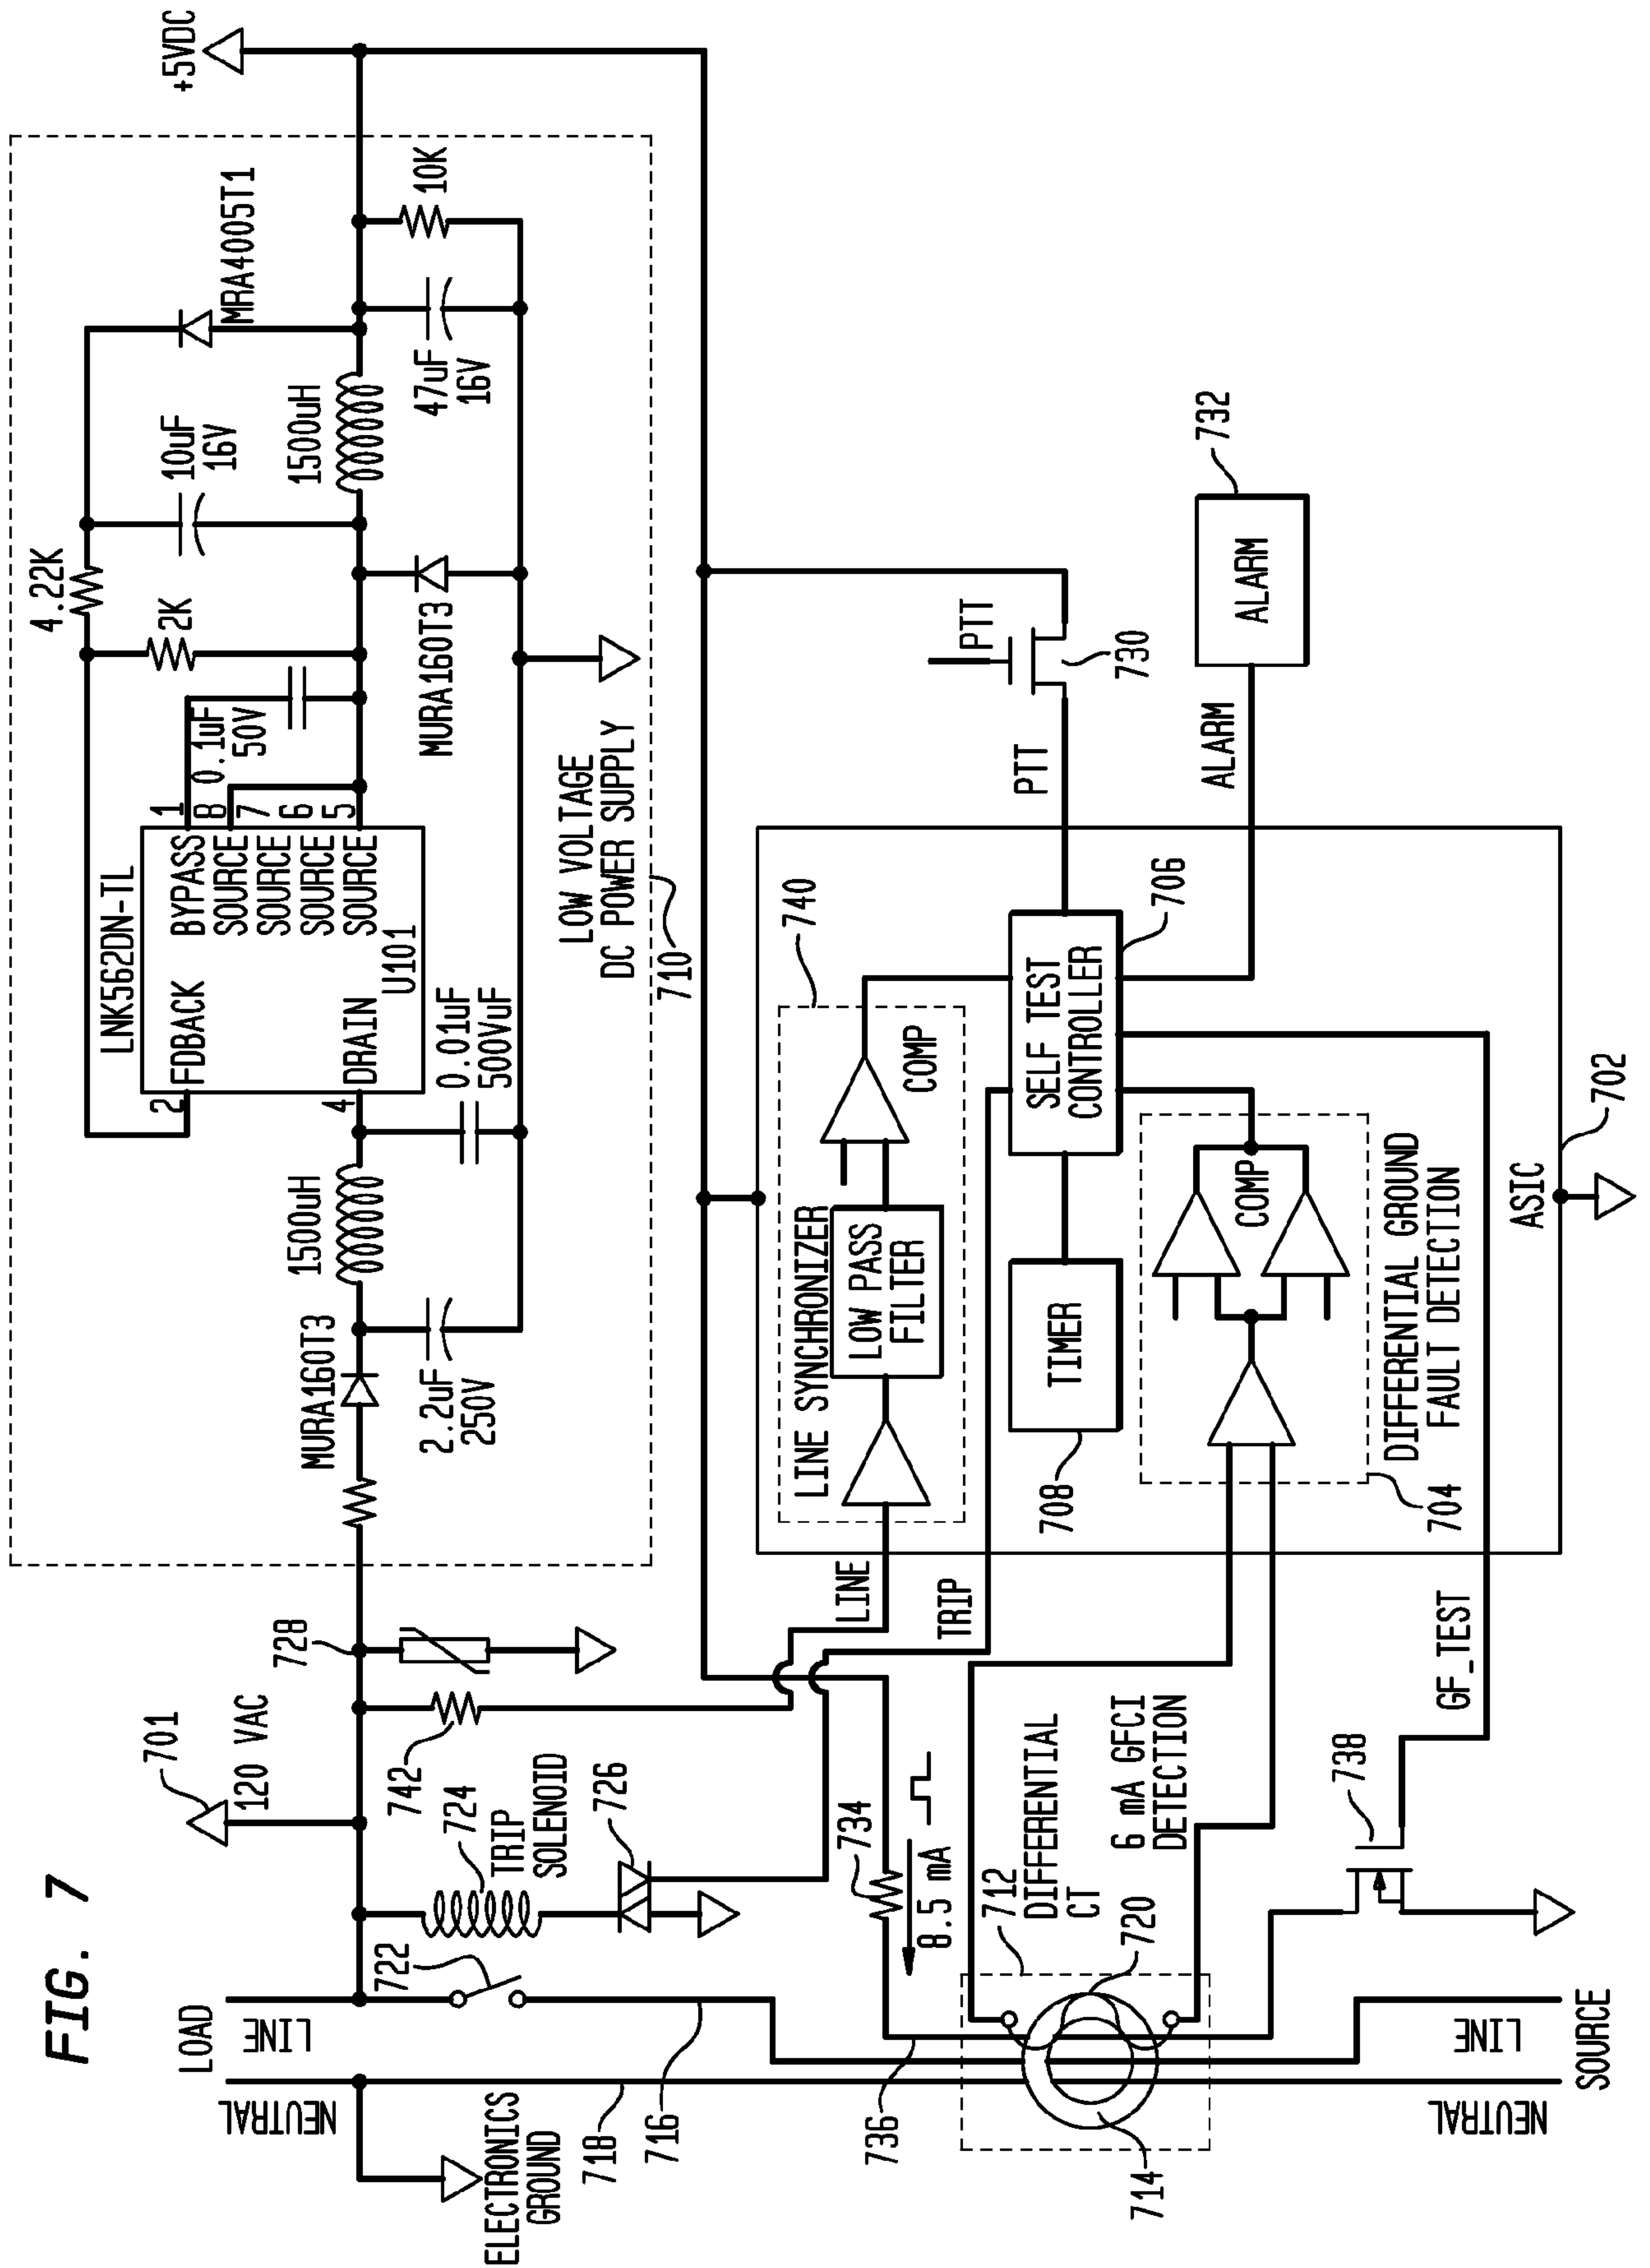 FIG. 7
LOAD
NEUTRAL
LINE
ELECTRONICS
GROUND
718
716
722
701
120 VAC
724
TRIP
SOLENOID
726
742
728
736
734
8.5 mA
712
DIFFERENTIAL
CT
720
714
6 mA GFCI
DETECTION
738
NEUTRAL
LINE
SOURCE
LINE
TRIP
GF_TEST
MURA160T3
2.2uF
250V
1500uH
0.01uF
500VuF
LNK562DN-TL
2
FDBACK
4
DRAIN
U101
BYPASS
SOURCE
SOURCE
SOURCE
SOURCE
1
8
7
6
5
0.1uF
50V
2K
4.22K
10uF
16V
MURA160T3
1500uH
MRA4005T1
47uF
16V
10K
+5VDC
LOW VOLTAGE
DC POWER SUPPLY
710
LINE SYNCHRONIZER
LOW PASS
FILTER
COMP
740
TIMER
708
SELF TEST
CONTROLLER
706
COMP
DIFFERENTIAL GROUND
FAULT DETECTION
704
ASIC
702
PTT
PTT
730
ALARM
ALARM
732